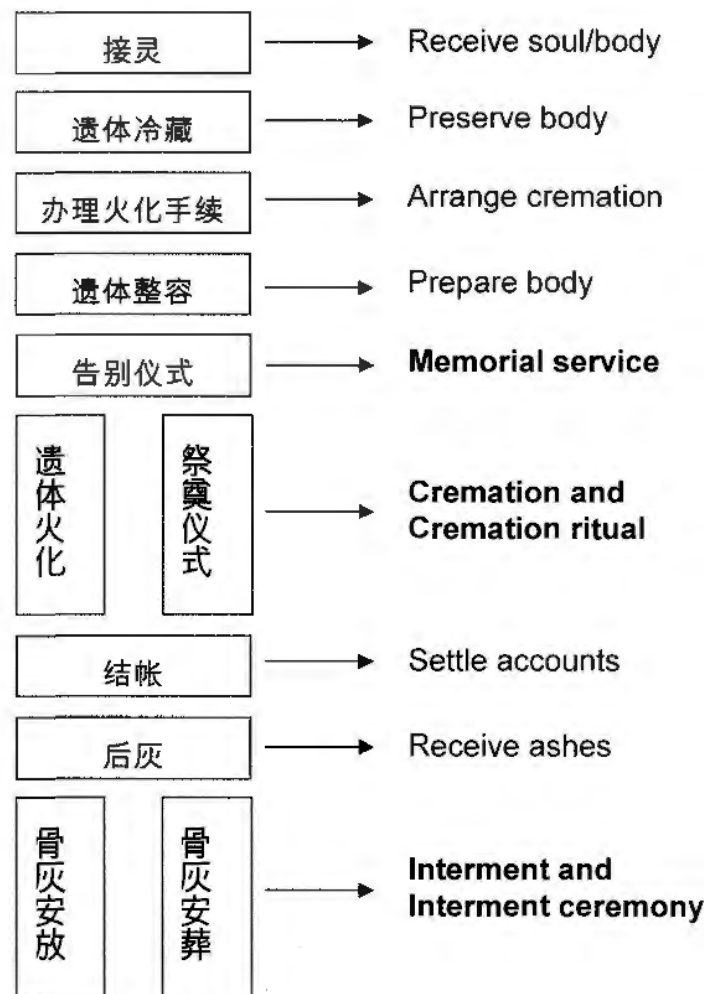 接灵
Receive soul/body
遗体冷藏
Preserve body
办理火化手续
Arrange cremation
遗体整容
Prepare body
告别仪式
Memorial service
遗体火化
祭奠仪式
Cremation and
Cremation ritual
结帐
Settle accounts
后灰
Receive ashes
骨灰安放
骨灰安葬
Interment and
Interment ceremony